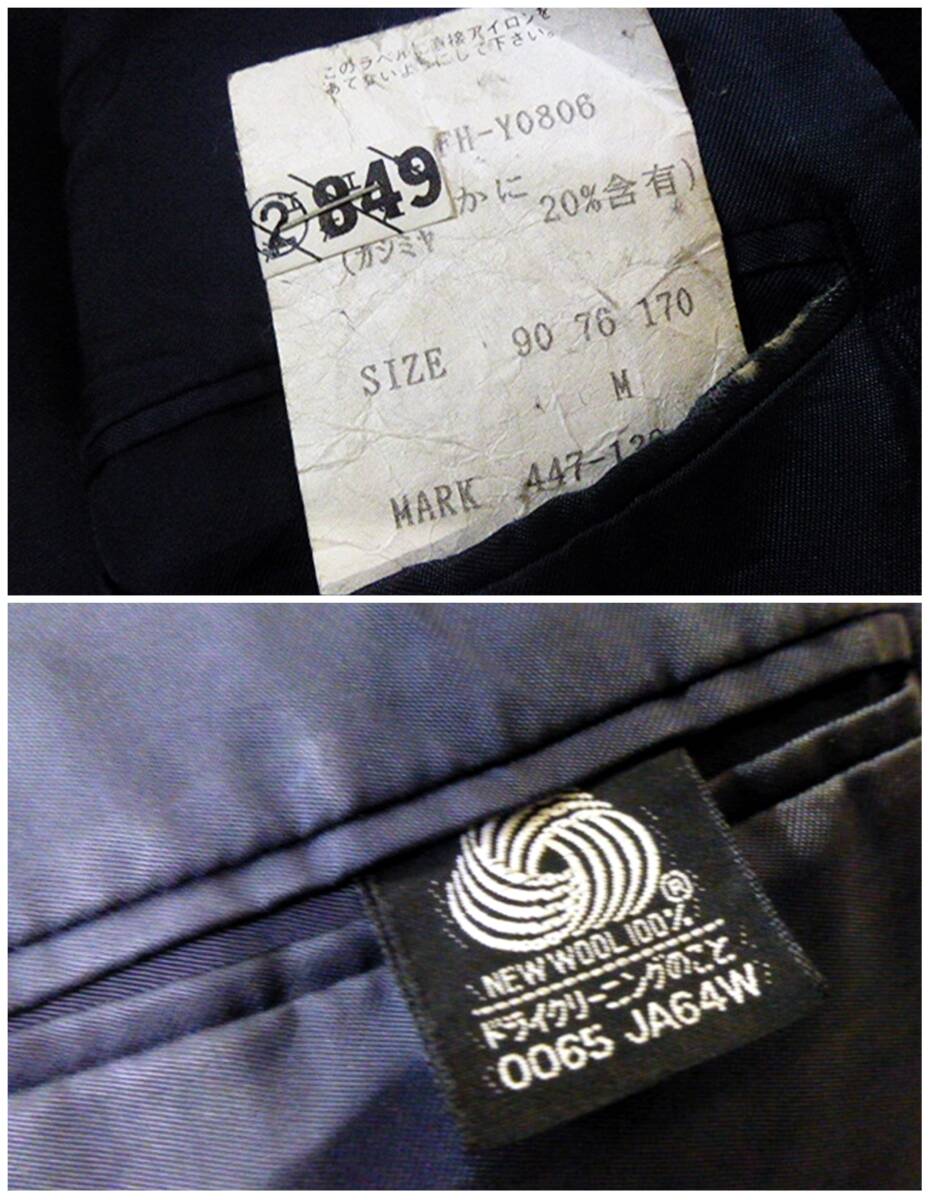 このラベルに直接アイロンを
あてないようにして下さい。
FH-Y0806
2849
かに
(カシミヤ 20%含有)
SIZE 90 76 170
M
MARK 447-
®
NEW WOOL 100%
ドライクリーニングのこと
0065 JA64W